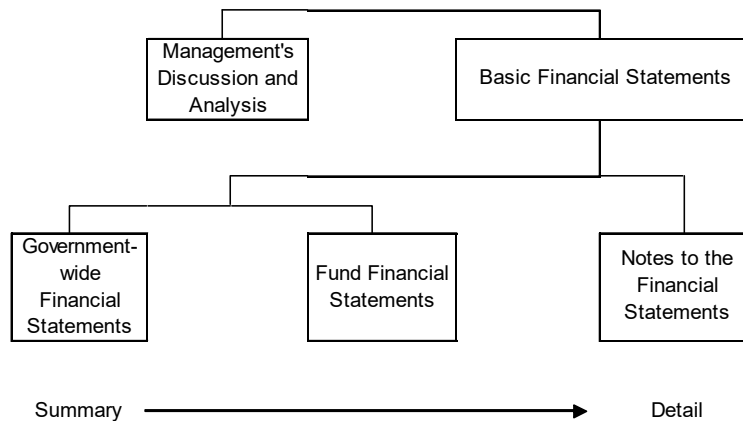 Management's
Discussion and
Analysis
Basic Financial Statements
Government-
wide
Financial
Statements
Fund Financial
Statements
Notes to the
Financial
Statements
Summary
Detail